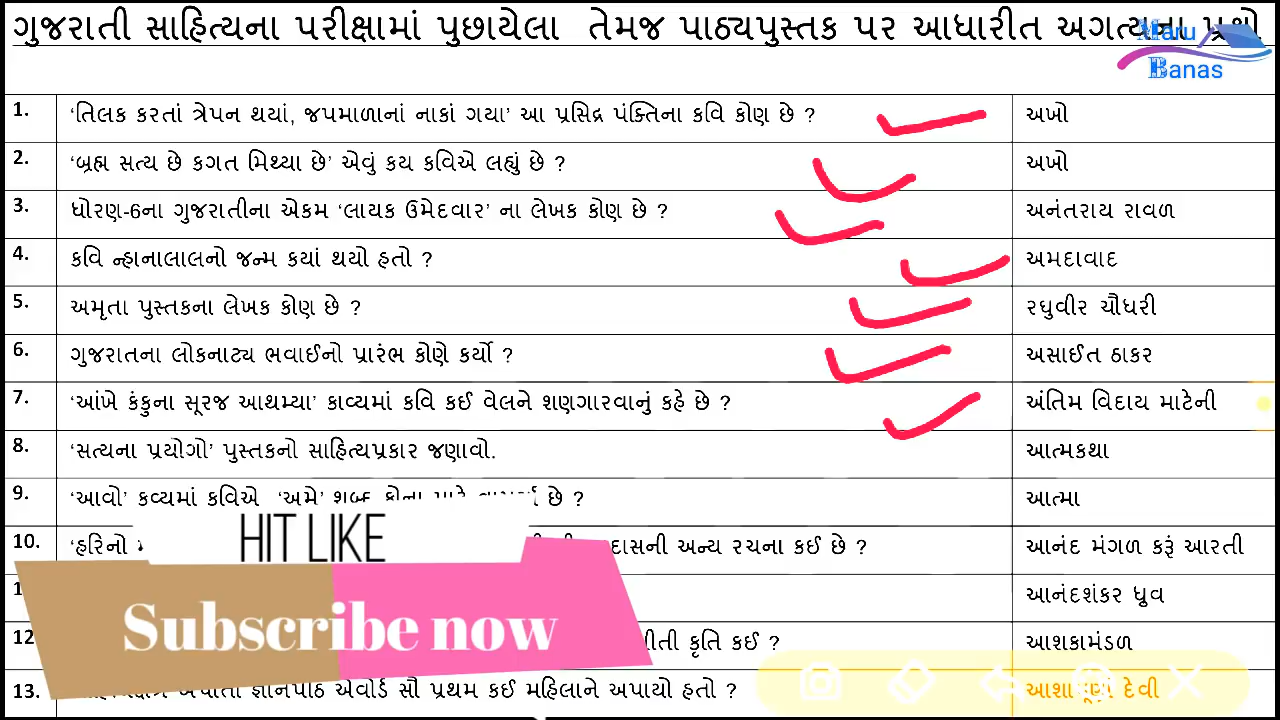 ગુજરાતી સાહિત્યના પરીક્ષામાં પુછાયેલા તેમજ પાઠ્યપુસ્તક પર આધારીત અગત્યના પ્રશ્નો
Maru
Banas
1. ‘તિલક કરતાં ત્રેપન થયાં, જપમાળાનાં નાકાં ગયા’ આ પ્રસિદ્ર પંક્તિના કવિ કોણ છે ? અખો
2. ‘બ્રહ્મ સત્ય છે કગત મિથ્યા છે’ એવું કય કવિએ લહ્યું છે ? અખો
3. ધોરણ-6ના ગુજરાતીના એકમ ‘લાયક ઉમેદવાર’ ના લેખક કોણ છે ? અનંતરાય રાવળ
4. કવિ ન્હાનાલાલનો જન્મ કયાં થયો હતો ? અમદાવાદ
5. અમૃતા પુસ્તકના લેખક કોણ છે ? રઘુવીર ચૌધરી
6. ગુજરાતના લોકનાટ્ય ભવાઈનો પ્રારંભ કોણે કર્યો ? અસાઈત ઠાકર
7. ‘આંખે કંકુના સૂરજ આથમ્યા’ કાવ્યમાં કવિ કઈ વેલને શણગારવાનું કહે છે ? અંતિમ વિદાય માટેની
8. ‘સત્યના પ્રયોગો’ પુસ્તકનો સાહિત્યપ્રકાર જણાવો. આત્મકથા
9. ‘આવો’ કવ્યમાં કવિએ ‘અમે’ શબ્દ કોના માટે છે ? આત્મા
HIT LIKE
10. ‘હરિનો અન્ય રચના કઈ છે ? આનંદ મંગળ કરૂં આરતી
આનંદશંકર ધ્રુવ
Subscribe now
12 કૃતિ કઈ ? આશકામંડળ
13. અપાતો જ્ઞાનપીઠ એવોર્ડ સૌ પ્રથમ કઈ મહિલાને અપાયો હતો ? આશાપૂર્ણા દેવી